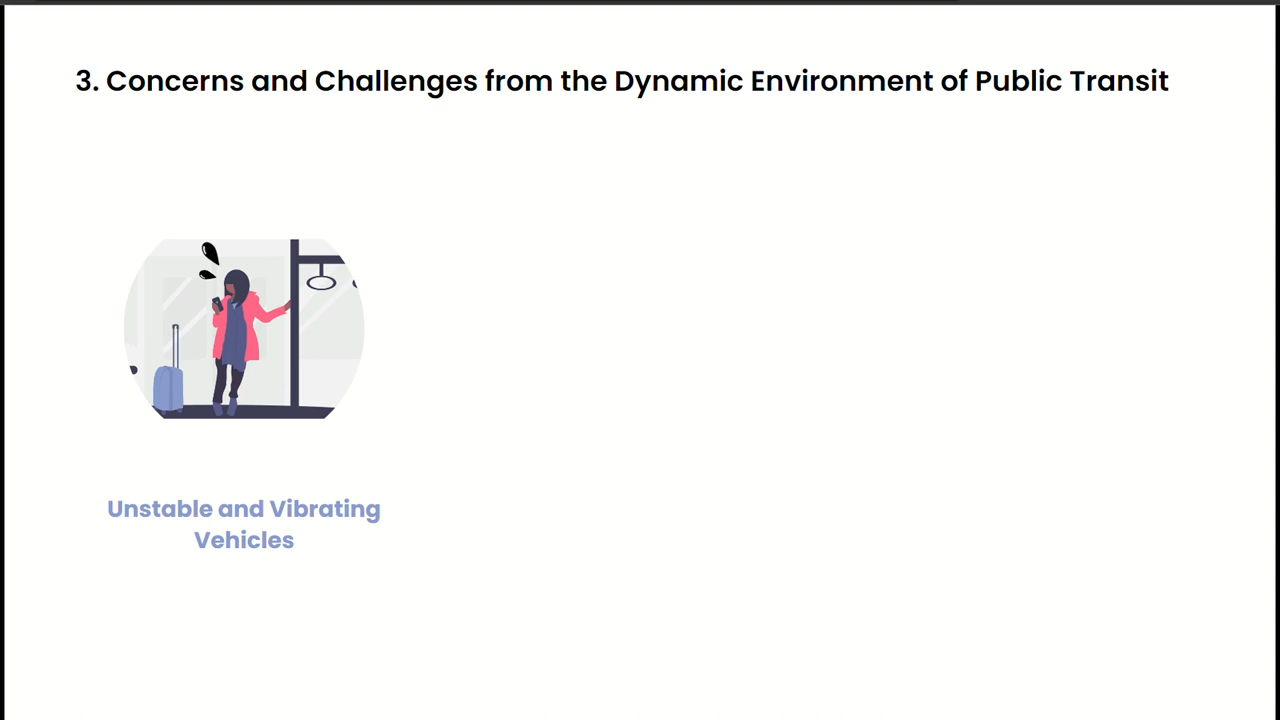 3. Concerns and Challenges from the Dynamic Environment of Public Transit
Unstable and Vibrating
Vehicles